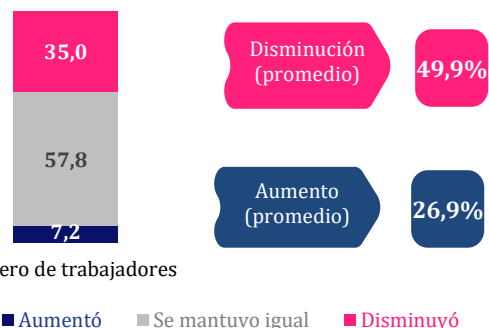 35,0
57,8
7,2
Disminución
(promedio)
49,9%
Aumento
(promedio)
26,9%
ero de trabajadores
Aumentó
Se mantuvo igual
Disminuyó